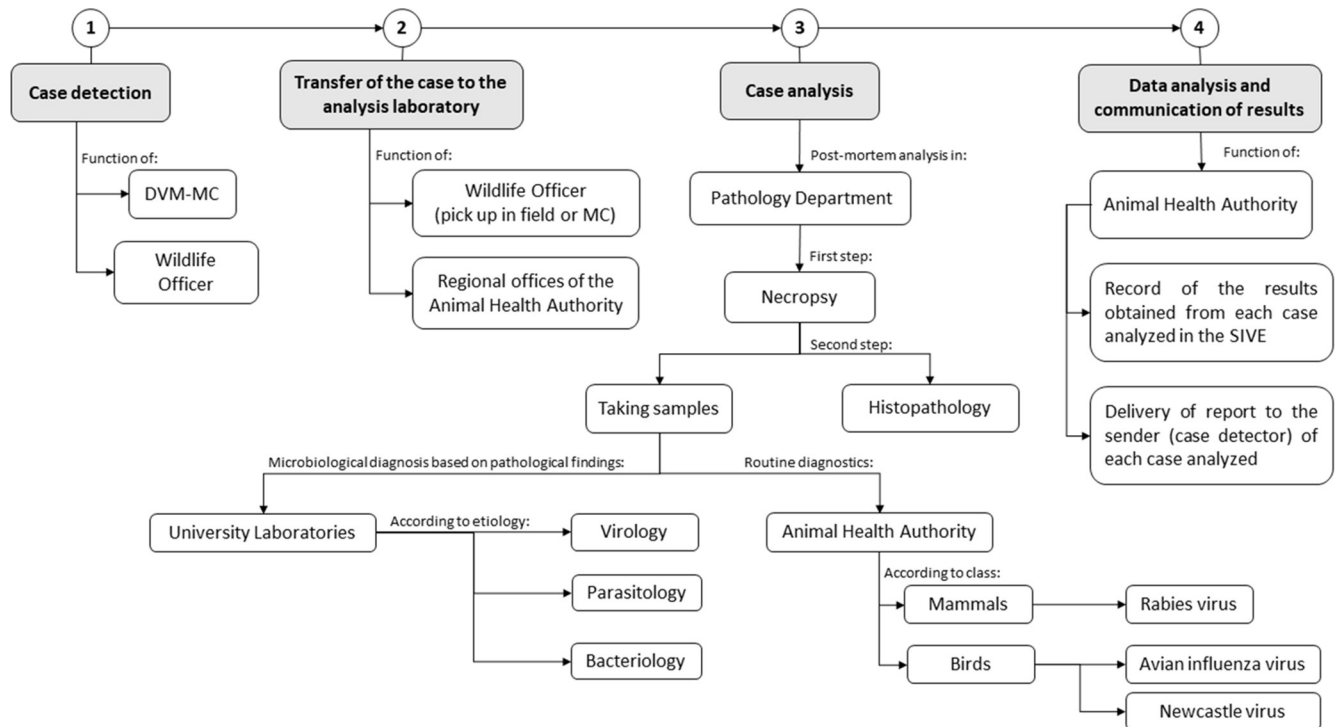 1
2
3
4
Case detection
Transfer of the case to the
analysis laboratory
Case analysis
Data analysis and
communication of results
Function of:
DVM-MC
Wildlife
Officer
Function of:
Wildlife Officer
(pick up in field or MC)
Regional offices of the
Animal Health Authority
Post-mortem analysis in:
Pathology Department
First step:
Necropsy
Second step:
Taking samples
Histopathology
Function of:
Animal Health Authority
Record of the results
obtained from each case
analyzed in the SIVE
Delivery of report to the
sender (case detector) of
each case analyzed
Microbiological diagnosis based on pathological findings:
Routine diagnostics:
University Laboratories
According to etiology:
Virology
Parasitology
Bacteriology
Animal Health Authority
According to class:
Mammals
Rabies virus
Birds
Avian influenza virus
Newcastle virus